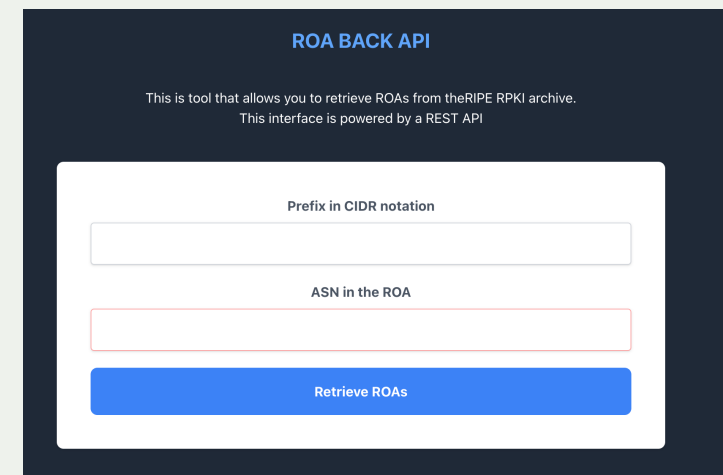 ROA BACK API
This is tool that allows you to retrieve ROAs from theRIPE RPKI archive.
This interface is powered by a REST API
Prefix in CIDR notation
ASN in the ROA
Retrieve ROAs